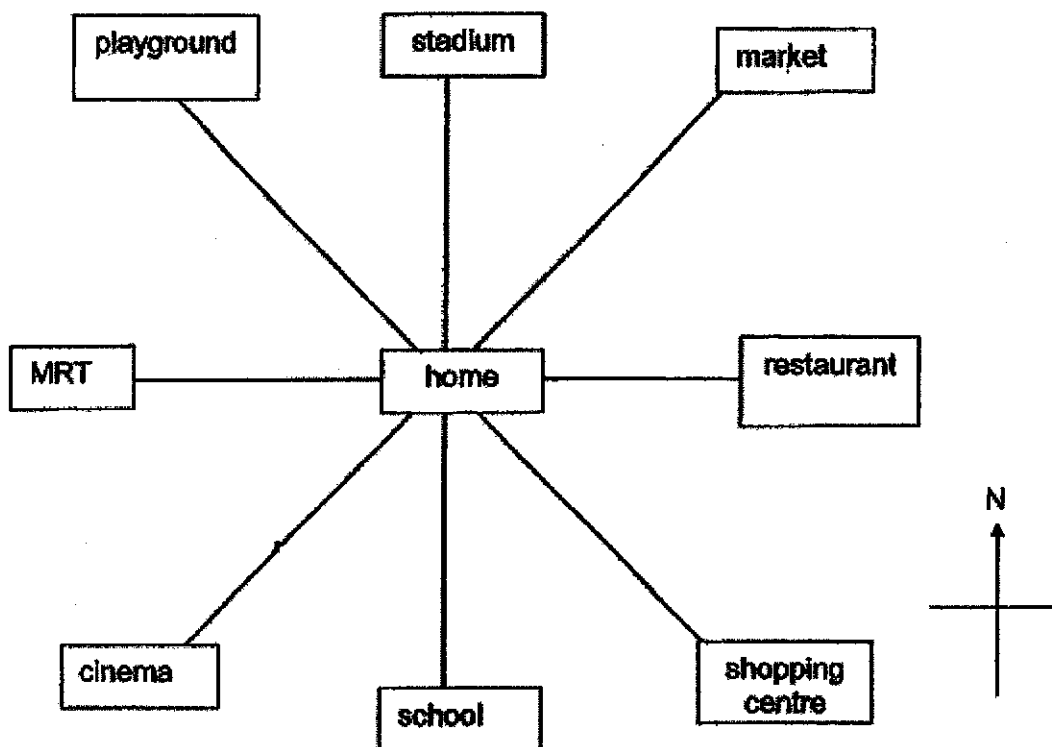 playground
stadium
market
MRT
home
restaurant
N
cinema
school
shopping
centre